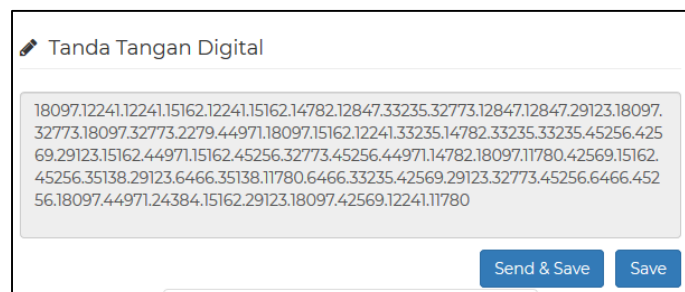 Tanda Tangan Digital
18097.12241.12241.15162.12241.15162.14782.12847.33235.32773.12847.12847.29123.18097.
32773.18097.32773.2279.44971.18097.15162.12241.33235.14782.33235.33235.45256.425
69.29123.15162.44971.15162.45256.32773.45256.44971.14782.18097.11780.42569.15162.
45256.35138.29123.6466.35138.11780.6466.33235.42569.29123.32773.45256.6466.452
56.18097.44971.24384.15162.29123.18097.42569.12241.11780
Send & Save
Save